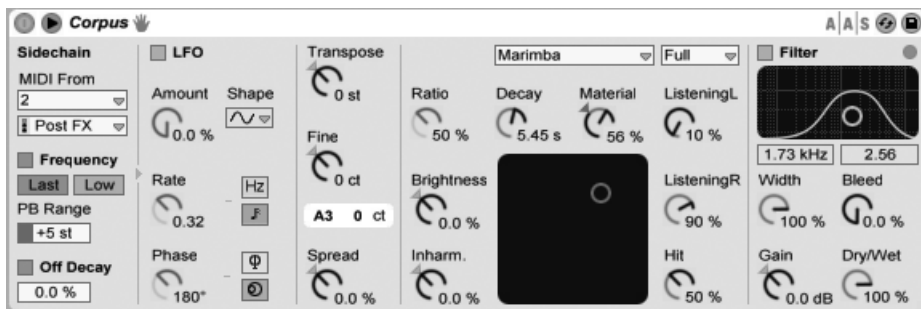 Corpus
A A S
Sidechain
MIDI From
2
Post FX
Frequency
Last Low
PB Range
+5 st
Off Decay
0.0 %
LFO
Amount Shape
0.0 %
Rate
0.32
Hz
Phase
180°
Φ
Transpose
0 st
Fine
0 ct
A3 0 ct
Spread
0.0 %
Marimba Full
Ratio Decay Material ListeningL
50 % 5.45 s 56 % 10 %
Brightness
0.0 %
Inharm.
0.0 %
ListeningR
90 %
Hit
50 %
Filter
1.73 kHz 2.56
Width Bleed
100 % 0.0 %
Gain Dry/Wet
0.0 dB 100 %